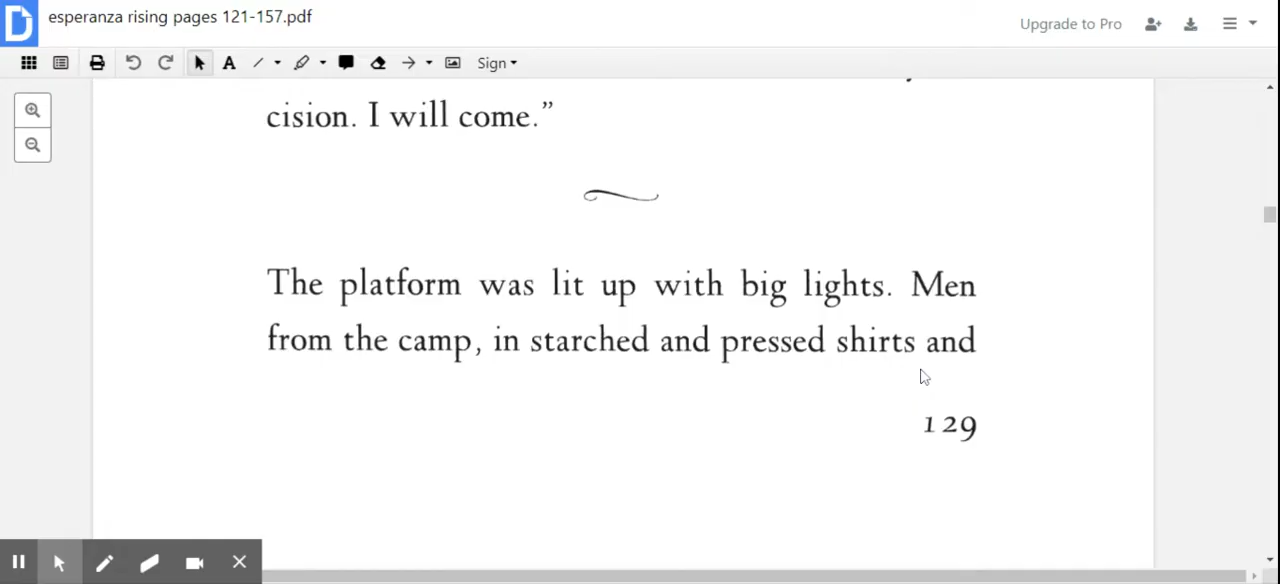 esperanza rising pages 121-157.pdf
Upgrade to Pro
A
Sign
cision. I will come.”
The platform was lit up with big lights. Men
from the camp, in starched and pressed shirts and
129